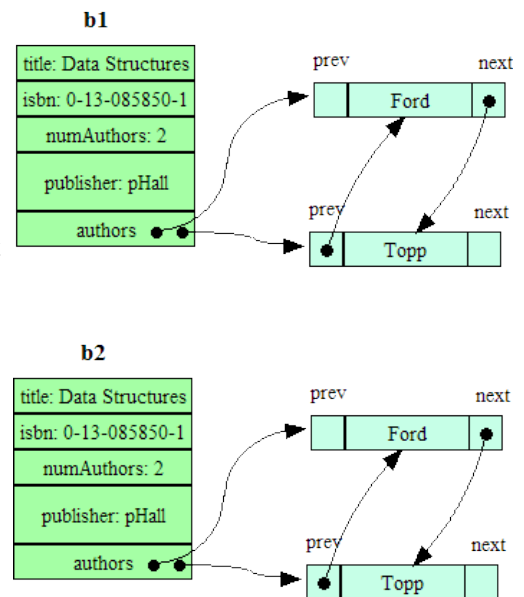 b1
title: Data Structures
isbn: 0-13-085850-1
numAuthors: 2
publisher: pHall
authors
prev
next
Ford
prev
next
Topp
b2
title: Data Structures
isbn: 0-13-085850-1
numAuthors: 2
publisher: pHall
authors
prev
next
Ford
prev
next
Topp